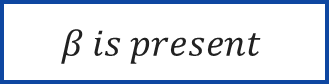 β is present